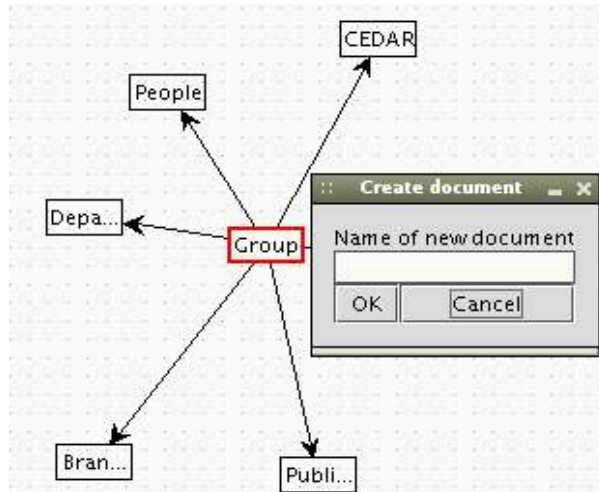 CEDAR
People
Create document
Depa...
Group
Name of new document
OK
Cancel
Bran...
Publi...